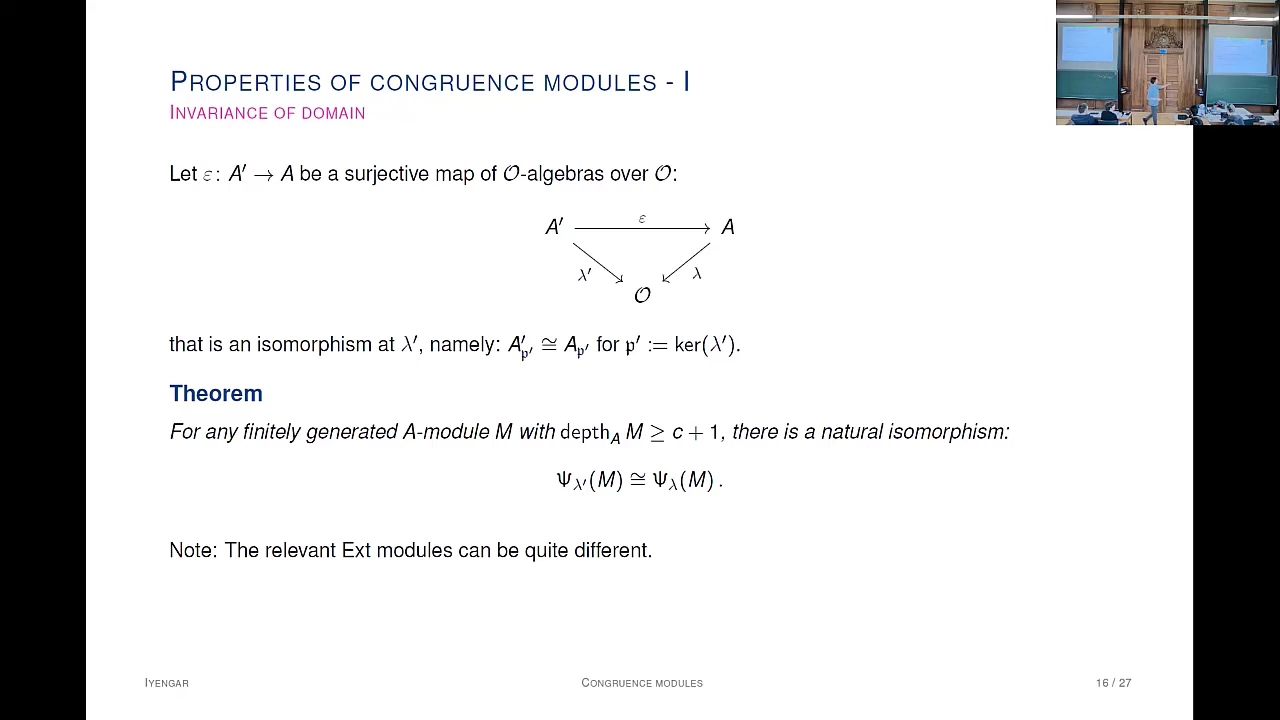 PROPERTIES OF CONGRUENCE MODULES - I
INVARIANCE OF DOMAIN
Let ε: A′ → A be a surjective map of 𝒪-algebras over 𝒪:
A′ ε A
λ′ λ
𝒪
that is an isomorphism at λ′, namely: A′_𝔭′ ≅ A_𝔭′ for 𝔭′ := ker(λ′).
Theorem
For any finitely generated A-module M with depth_A M ≥ c + 1, there is a natural isomorphism:
Ψ_λ′(M) ≅ Ψ_λ(M).
Note: The relevant Ext modules can be quite different.
IYENGAR CONGRUENCE MODULES 16 / 27